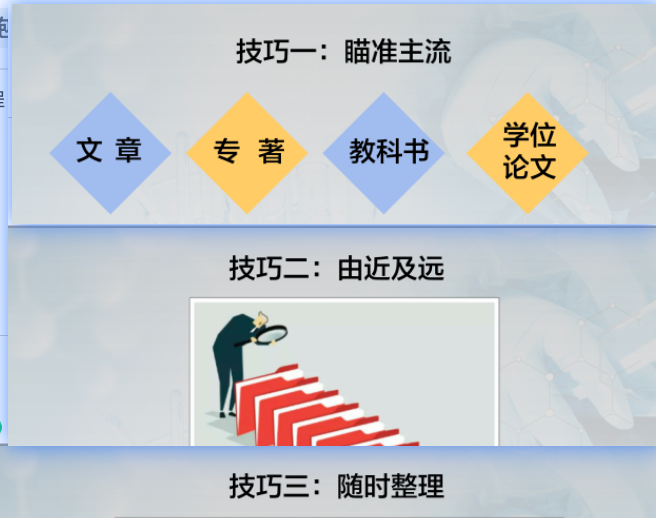 技巧一：瞄准主流
文 章
专 著
教科书
学位
论文
技巧二：由近及远
技巧三：随时整理